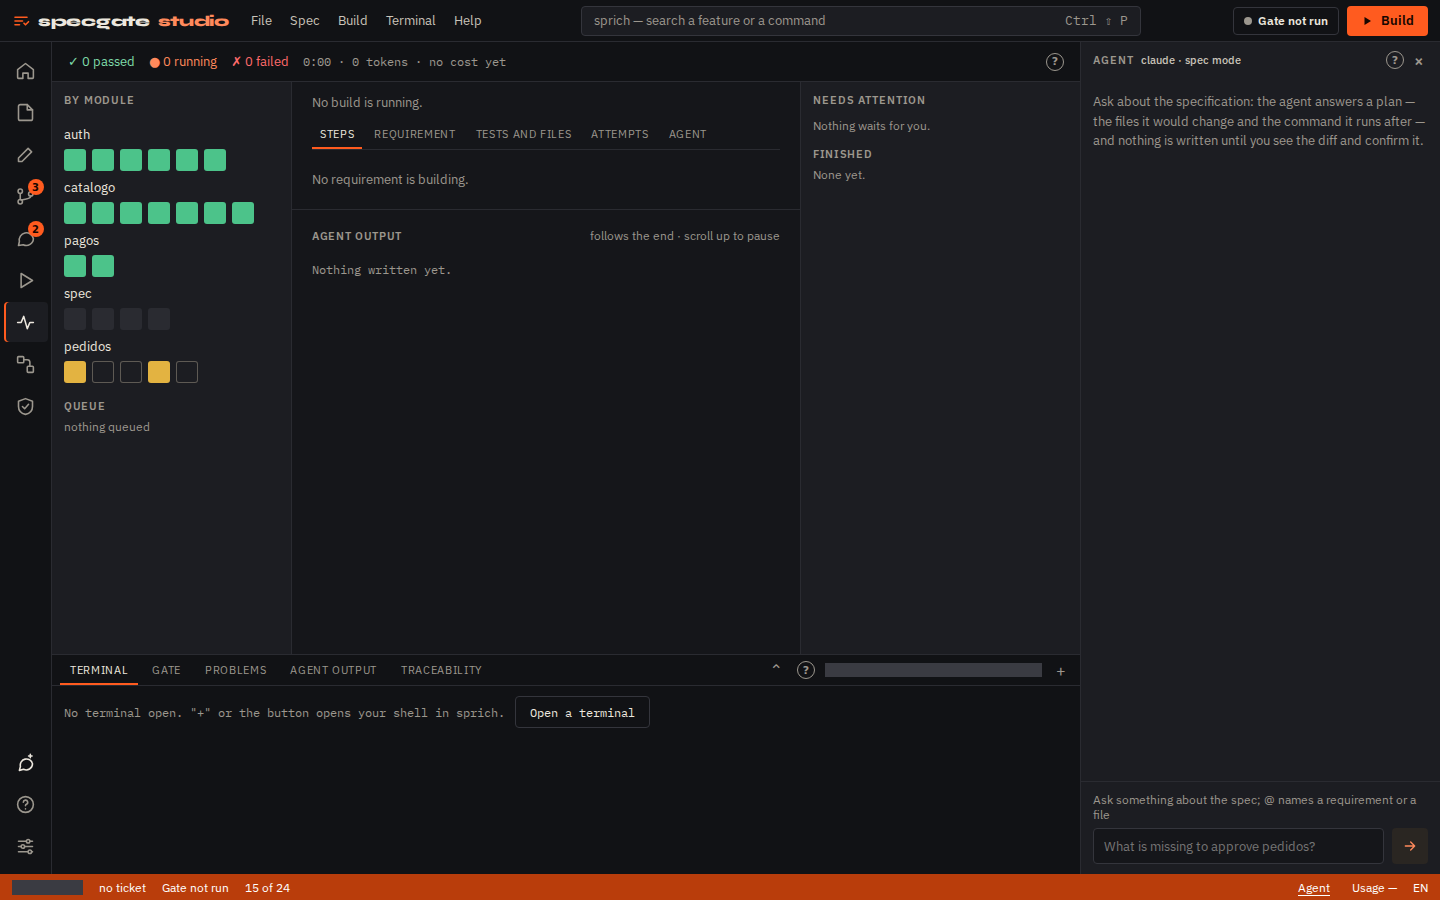 specgate studio
File Spec Build Terminal Help
sprich — search a feature or a command
Ctrl ⇧ P
Gate not run
Build
✓ 0 passed
0 running
✗ 0 failed
0:00 · 0 tokens · no cost yet
?
AGENT claude · spec mode
?
×
3
2
BY MODULE
auth
catalogo
pagos
spec
pedidos
QUEUE
nothing queued
No build is running.
STEPS REQUIREMENT TESTS AND FILES ATTEMPTS AGENT
No requirement is building.
AGENT OUTPUT
follows the end · scroll up to pause
Nothing written yet.
NEEDS ATTENTION
Nothing waits for you.
FINISHED
None yet.
Ask about the specification: the agent answers a plan —
the files it would change and the command it runs after —
and nothing is written until you see the diff and confirm it.
TERMINAL GATE PROBLEMS AGENT OUTPUT TRACEABILITY
?
+
No terminal open. "+" or the button opens your shell in sprich.
Open a terminal
Ask something about the spec; @ names a requirement or a
file
What is missing to approve pedidos?
no ticket
Gate not run
15 of 24
Agent
Usage —
EN